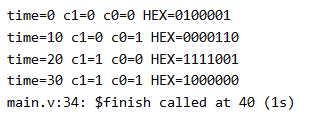 time=0 c1=0 c0=0 HEX=0100001
time=10 c1=0 c0=1 HEX=0000110
time=20 c1=1 c0=0 HEX=1111001
time=30 c1=1 c0=1 HEX=1000000
main.v:34: $finish called at 40 (1s)